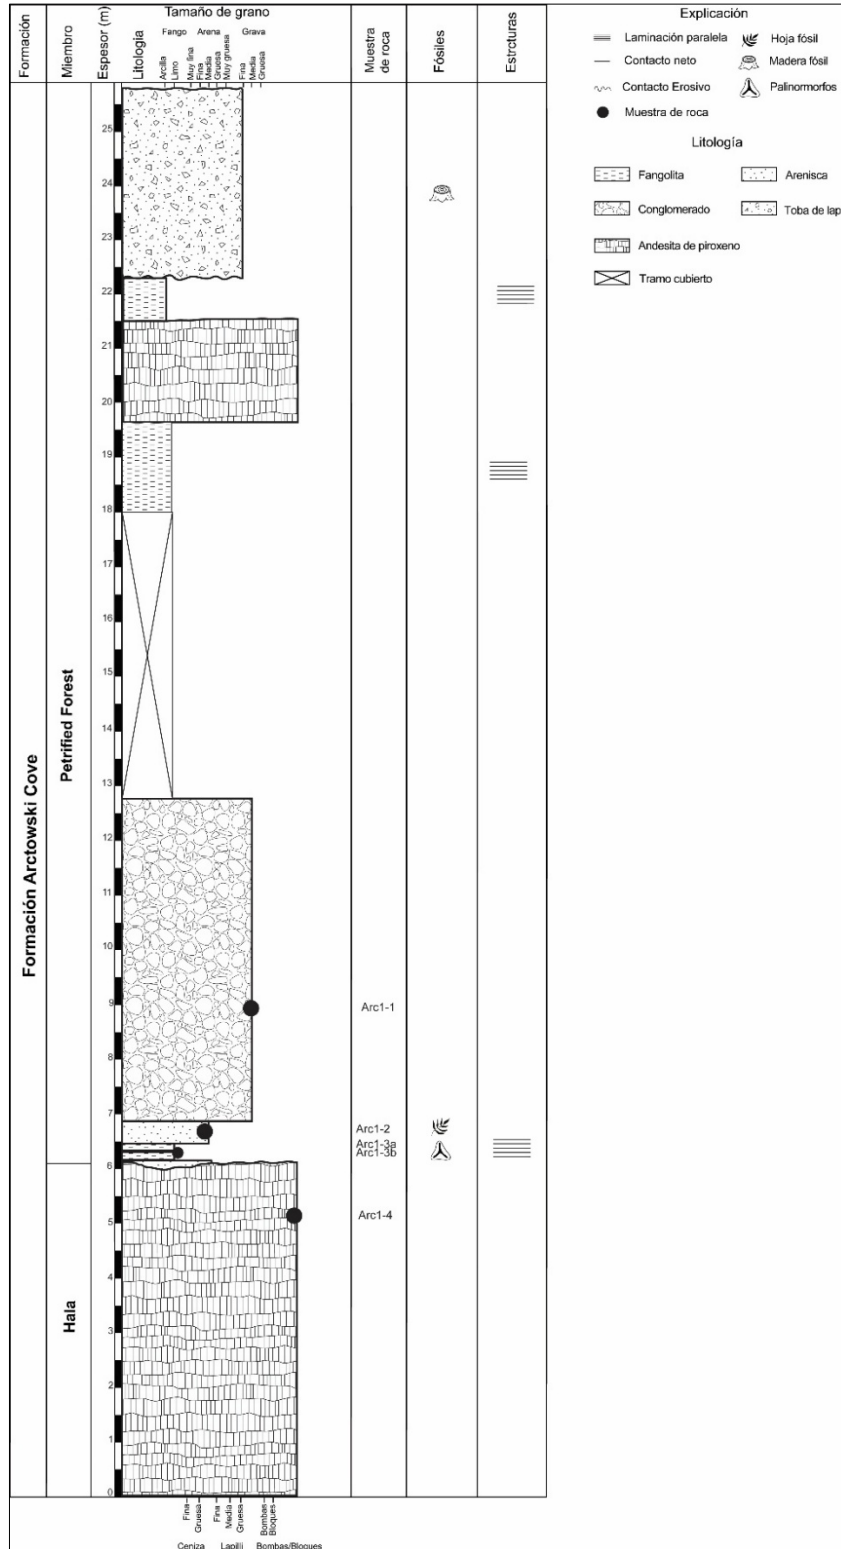 Tamaño de grano
Fango Arena Grava
Formación
Miembro
Espesor (m)
Litología
Arcilla
Limo
Muy fina
Fina
Media
Gruesa
Muy gruesa
Fina
Media
Gruesa
Muestra
de roca
Fósiles
Estrcturas
Explicación
Laminación paralela
Hoja fósil
Contacto neto
Madera fósil
Contacto Erosivo
Palinormorfos
Muestra de roca
Litología
Fangolita
Arenisca
Conglomerado
Toba de lap
Andesita de piroxeno
Tramo cubierto
25
24
23
22
21
20
19
18
17
16
15
14
13
12
11
10
9
8
7
6
5
4
3
2
1
0
Formación Arctowski Cove
Petrified Forest
Hala
Arc1-1
Arc1-2
Arc1-3a
Arc1-3b
Arc1-4
Fina
Gruesa
Fina
Media
Gruesa
Bombas
Bloques
Ceniza Lapilli Bombas/Bloques